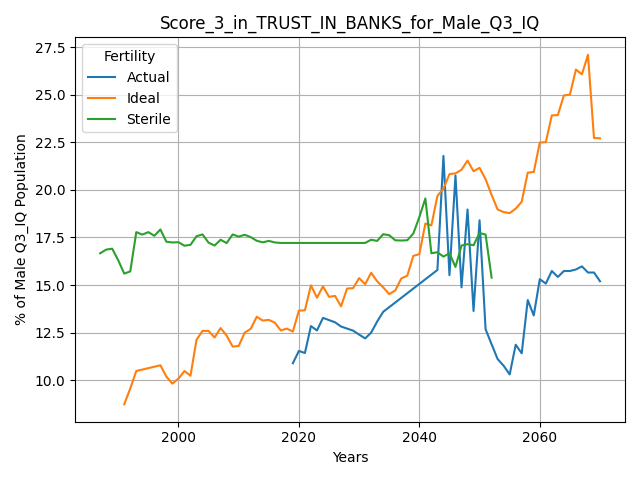 Score_3_in_TRUST_IN_BANKS_for_Male_Q3_IQ
Fertility
Actual
Ideal
Sterile
% of Male Q3_IQ Population
27.5
25.0
22.5
20.0
17.5
15.0
12.5
10.0
2000
2020
2040
2060
Years